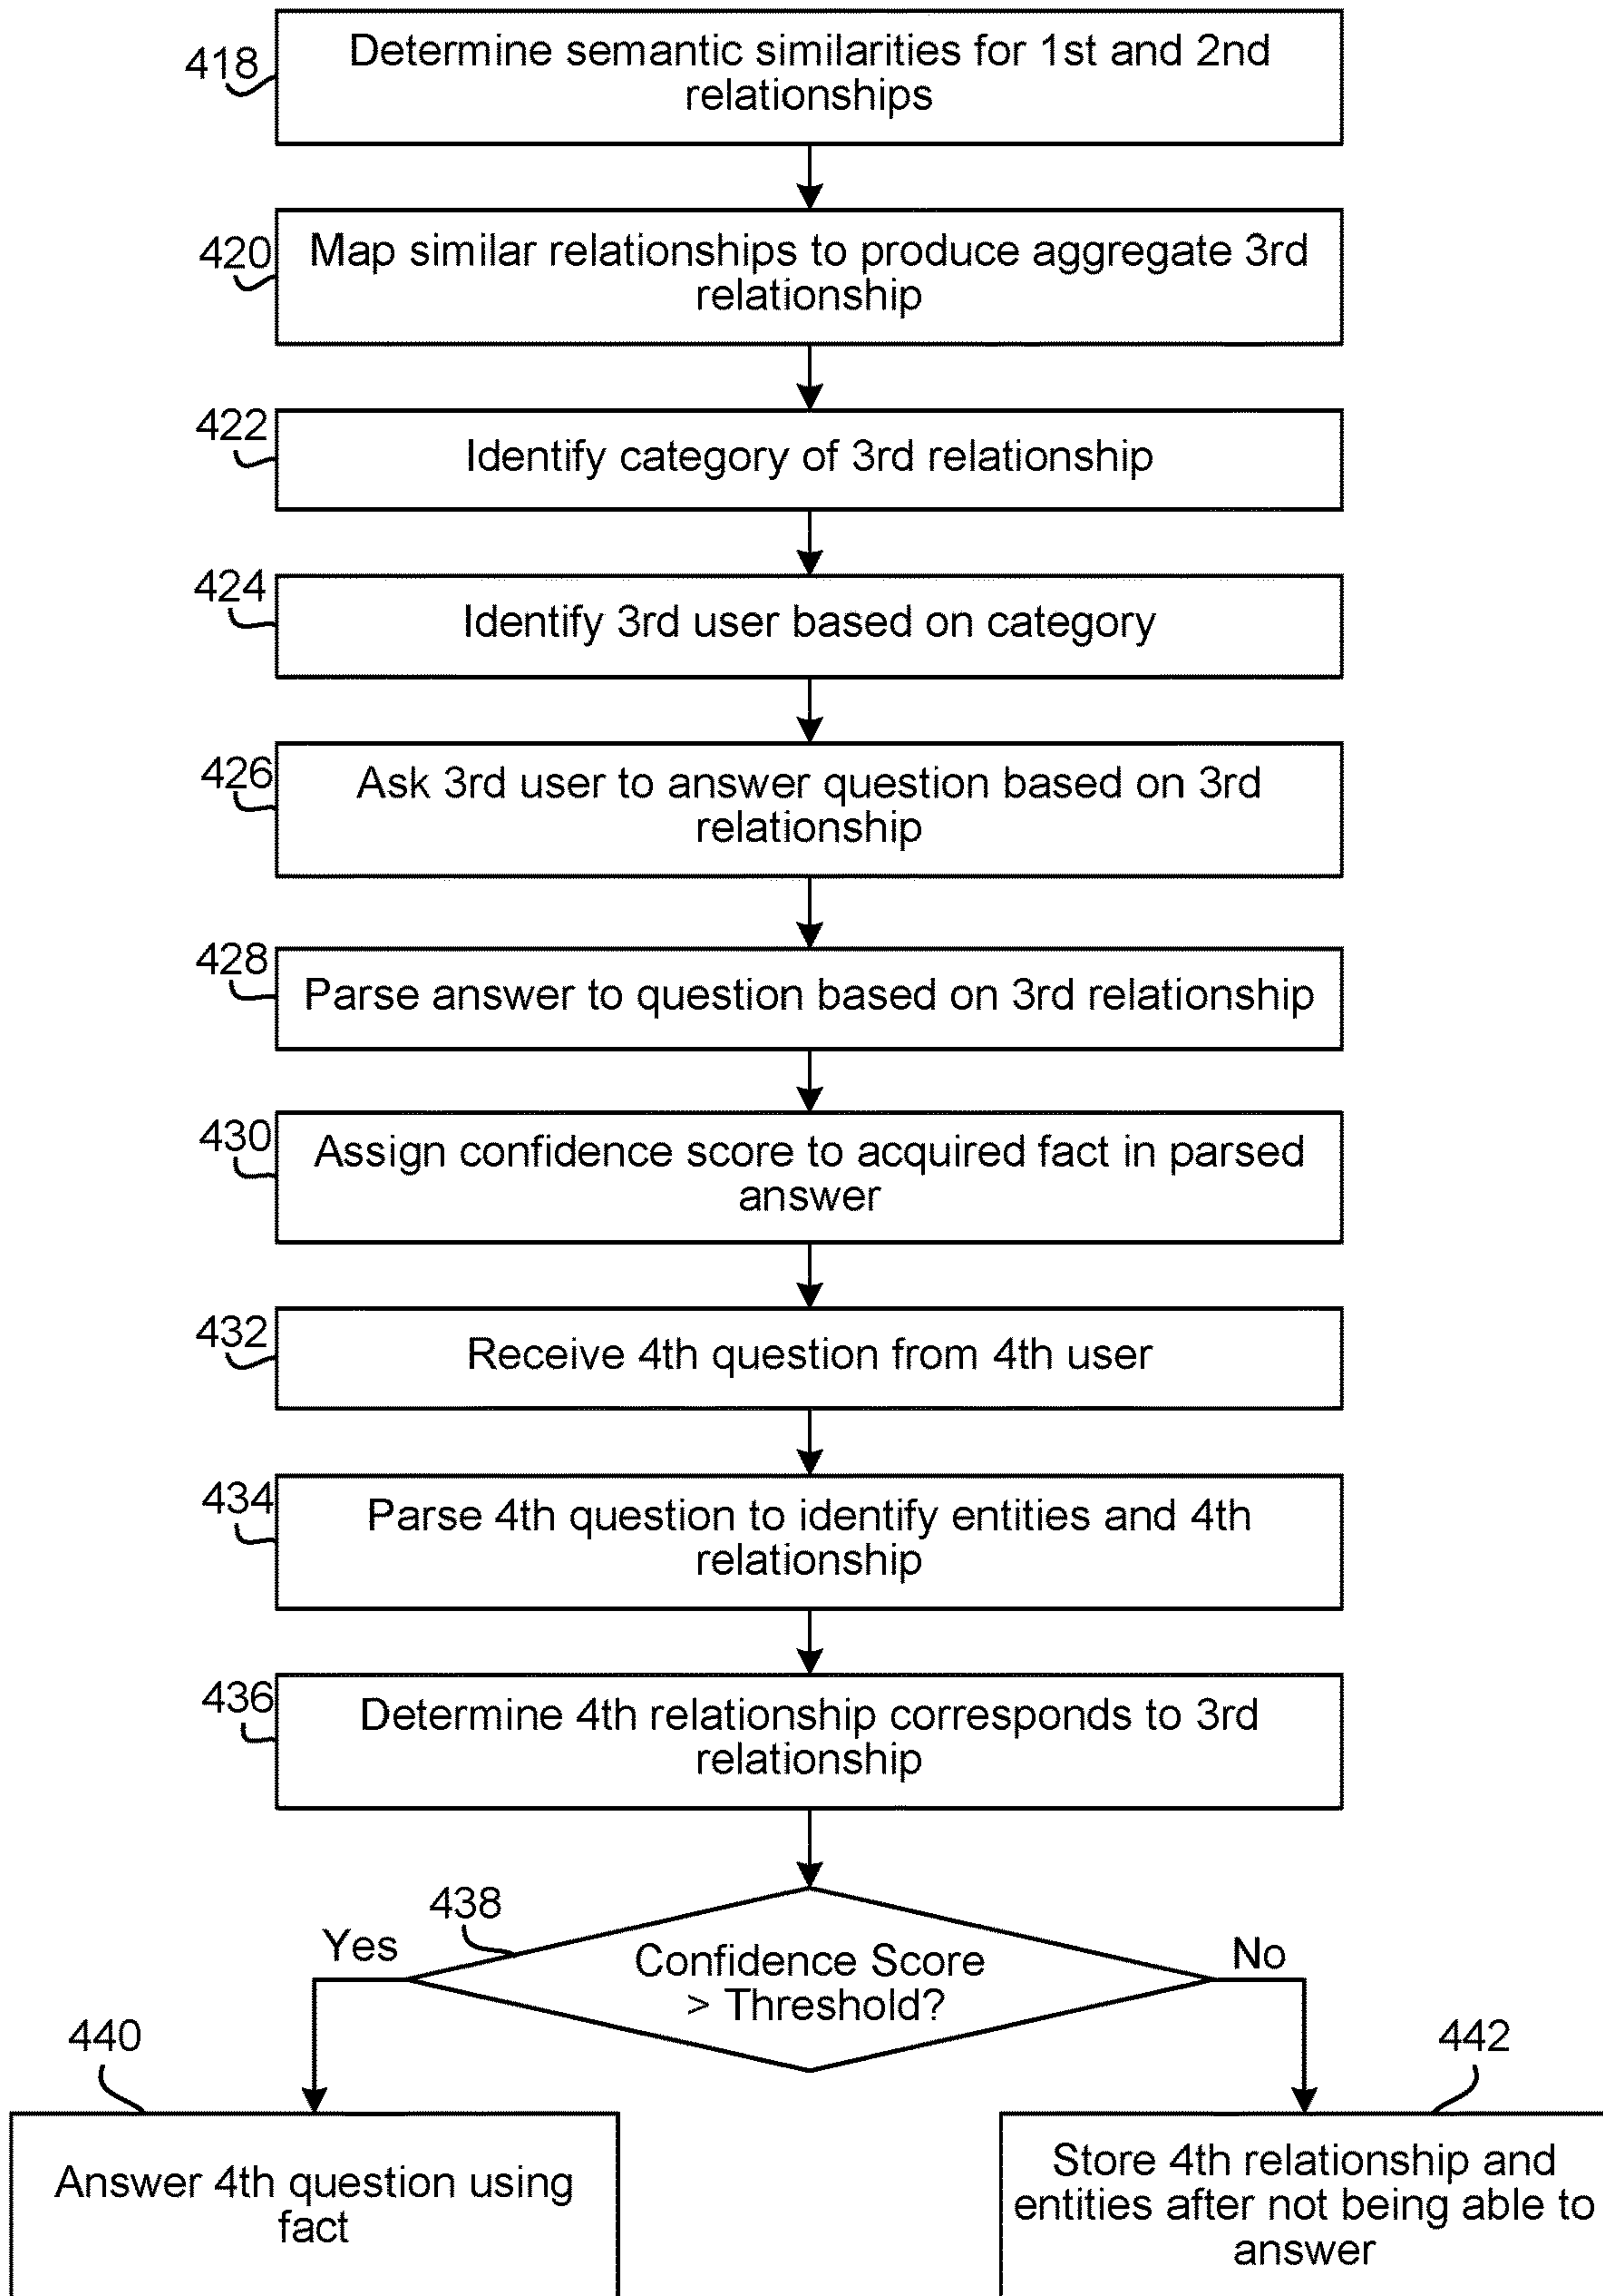 418
Determine semantic similarities for 1st and 2nd
relationships
420
Map similar relationships to produce aggregate 3rd
relationship
422
Identify category of 3rd relationship
424
Identify 3rd user based on category
426
Ask 3rd user to answer question based on 3rd
relationship
428
Parse answer to question based on 3rd relationship
430
Assign confidence score to acquired fact in parsed
answer
432
Receive 4th question from 4th user
434
Parse 4th question to identify entities and 4th
relationship
436
Determine 4th relationship corresponds to 3rd
relationship
438
Yes
Confidence Score
> Threshold?
No
440
Answer 4th question using
fact
442
Store 4th relationship and
entities after not being able to
answer